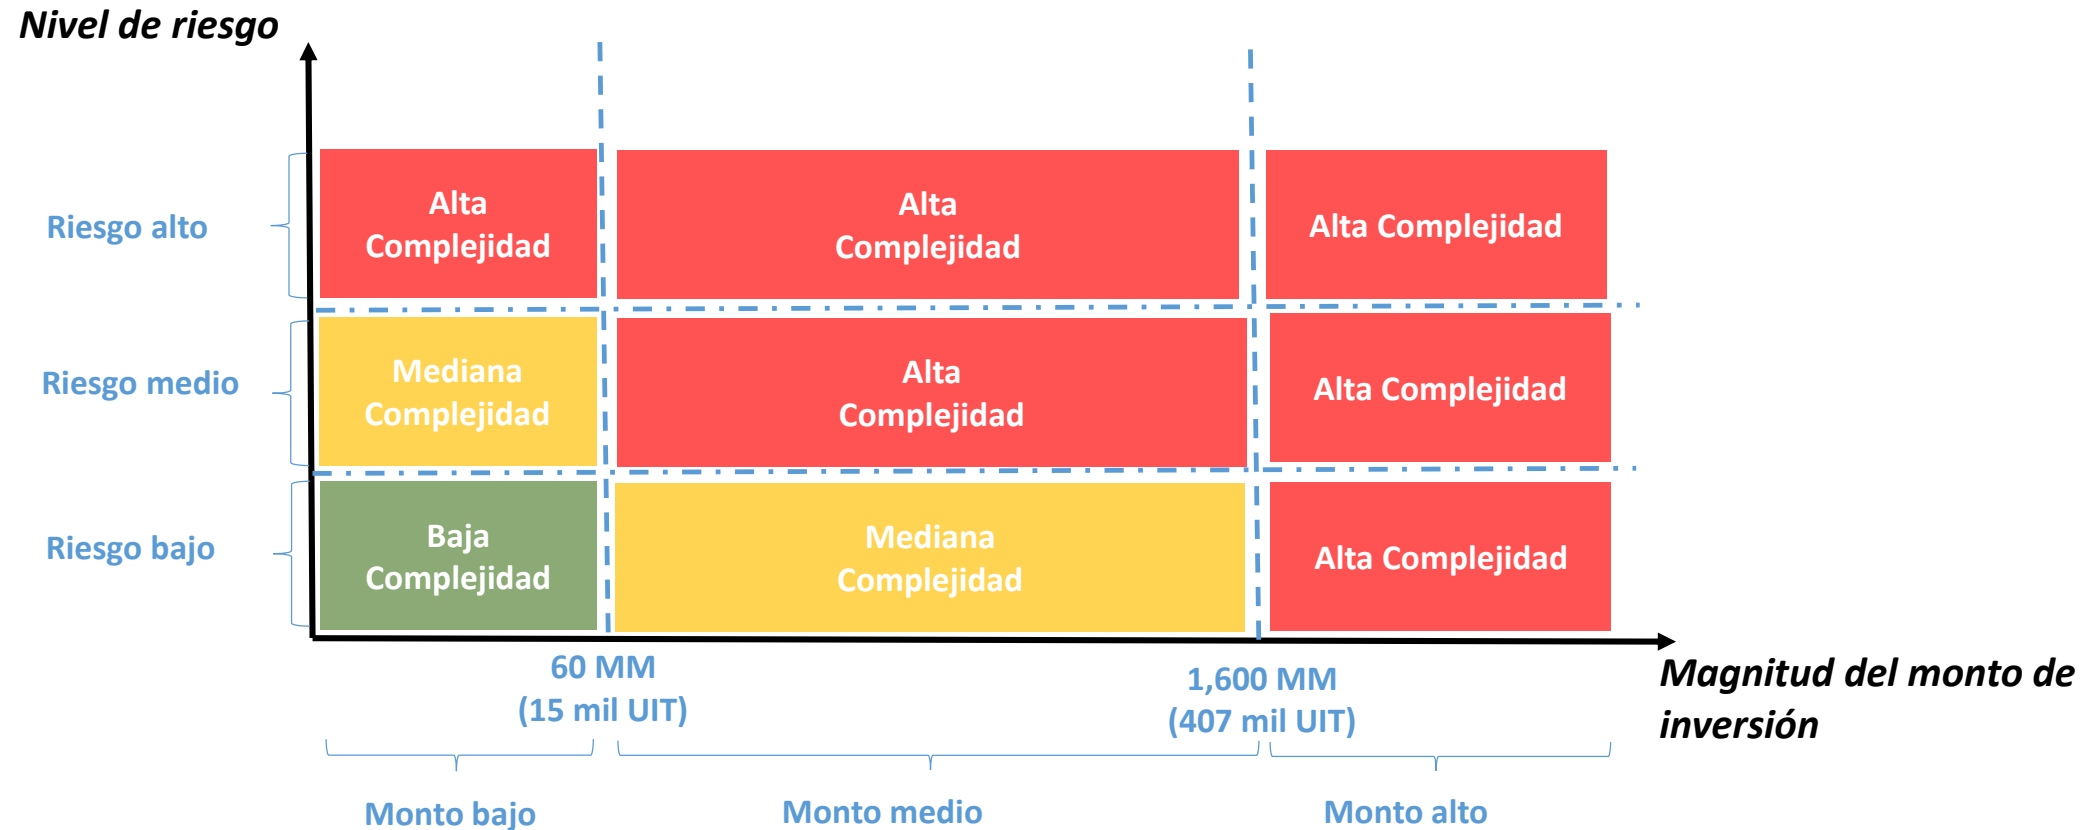 Nivel de riesgo
Riesgo alto
Alta
Complejidad
Alta
Complejidad
Alta Complejidad
Riesgo medio
Mediana
Complejidad
Alta
Complejidad
Alta Complejidad
Riesgo bajo
Baja
Complejidad
Mediana
Complejidad
Alta Complejidad
60 MM
(15 mil UIT)
1,600 MM
(407 mil UIT)
Magnitud del monto de
inversión
Monto bajo
Monto medio
Monto alto